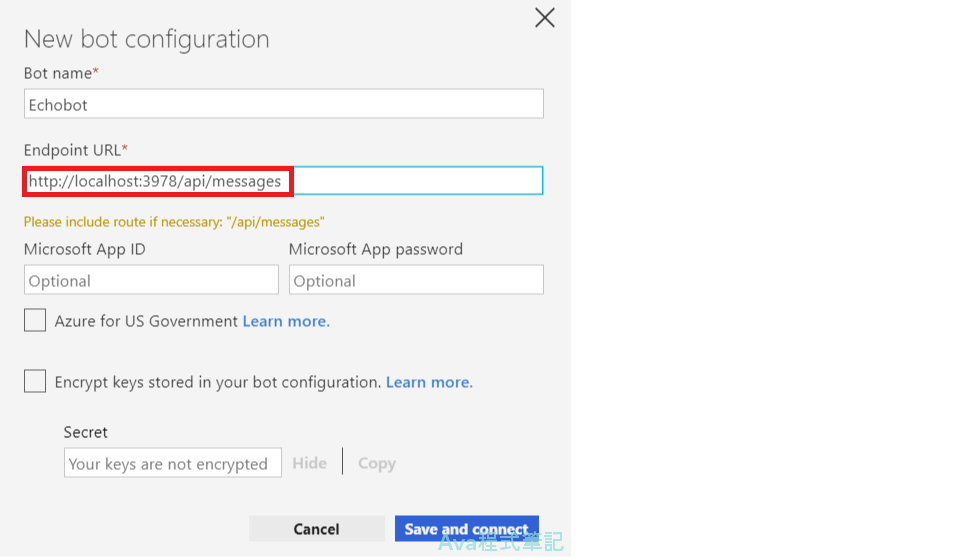 New bot configuration
Bot name*
Echobot
Endpoint URL*
http://localhost:3978/api/messages
Please include route if necessary: "/api/messages"
Microsoft App ID Microsoft App password
Optional Optional
Azure for US Government Learn more.
Encrypt keys stored in your bot configuration. Learn more.
Secret
Your keys are not encrypted Hide Copy
Cancel Save and connect
Ava程式筆記